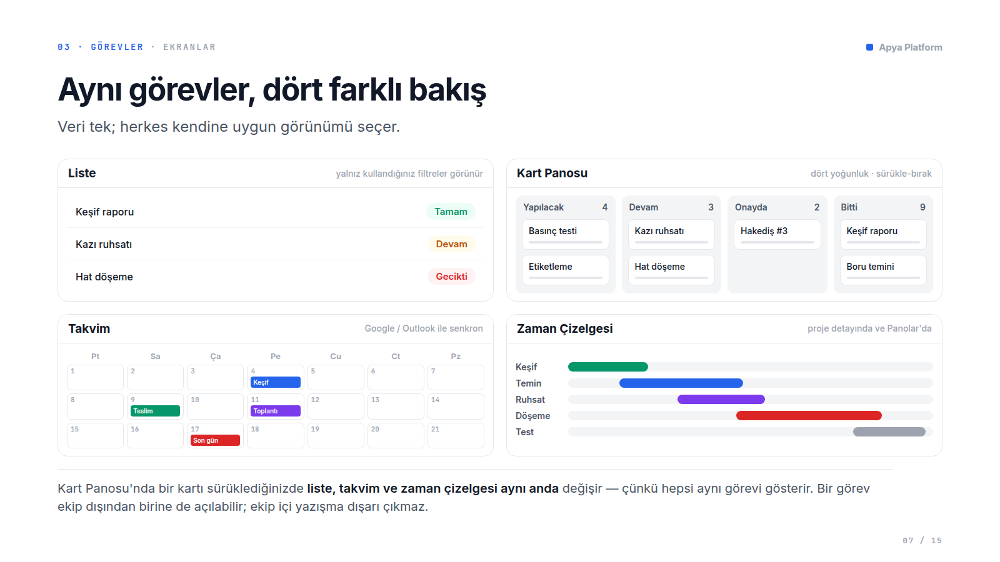 03 · GÖREVLER · EKRANLAR
Apya Platform
Aynı görevler, dört farklı bakış
Veri tek; herkes kendine uygun görünümü seçer.
Liste
yalnız kullandığınız filtreler görünür
Keşif raporu
Tamam
Kazı ruhsatı
Devam
Hat döşeme
Gecikti
Kart Panosu
dört yoğunluk · sürükle-bırak
Yapılacak 4
Basınç testi
Etiketleme
Devam 3
Kazı ruhsatı
Hat döşeme
Onayda 2
Hakediş #3
Bitti 9
Keşif raporu
Boru temini
Takvim
Google / Outlook ile senkron
Pt Sa Ça Pe Cu Ct Pz
1 2 3 4 5 6 7
Keşif
8 9 10 11 12 13 14
Teslim Toplantı
15 16 17 18 19 20 21
Son gün
Zaman Çizelgesi
proje detayında ve Panolar'da
Keşif
Temin
Ruhsat
Döşeme
Test
Kart Panosu'nda bir kartı sürüklediğinizde liste, takvim ve zaman çizelgesi aynı anda değişir — çünkü hepsi aynı görevi gösterir. Bir görev
ekip dışından birine de açılabilir; ekip içi yazışma dışarı çıkmaz.
07 / 15